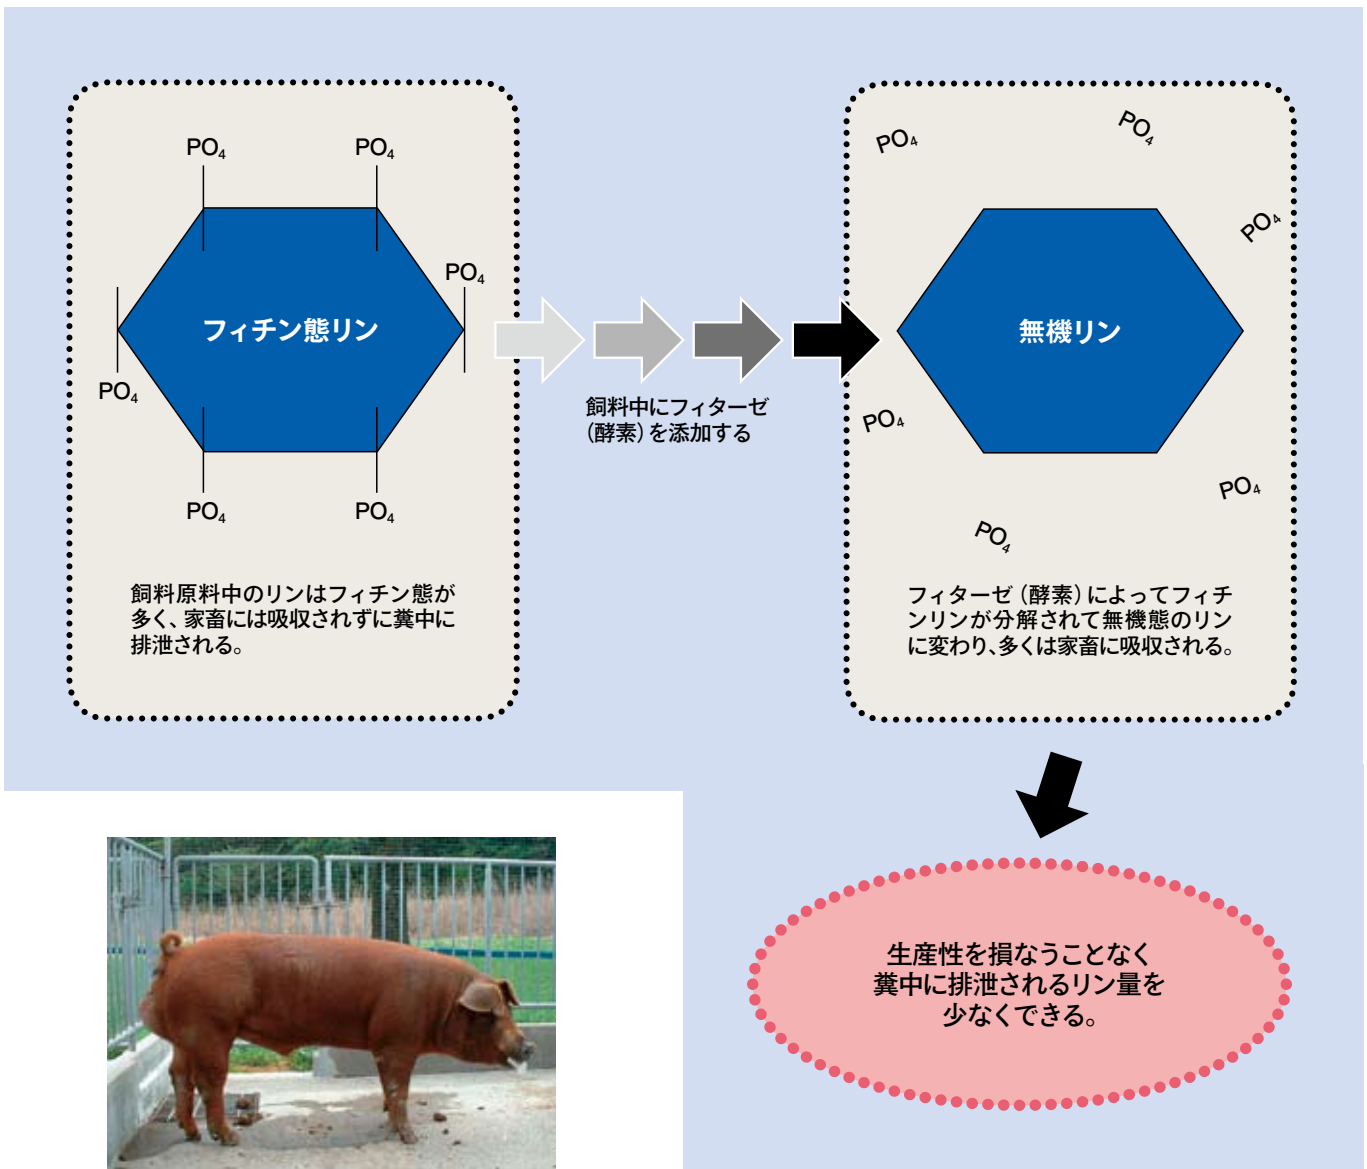 PO₄
PO₄
PO₄
フィチン態リン
PO₄
PO₄
PO₄
飼料原料中のリンはフィチン態が
多く、家畜には吸収されずに糞中に
排泄される。
飼料中にフィターゼ
（酵素）を添加する
PO₄
PO₄
PO₄
無機リン
PO₄
PO₄
PO₄
フィターゼ（酵素）によってフィチ
ンリンが分解されて無機態のリン
に変わり、多くは家畜に吸収される。
生産性を損なうことなく
糞中に排泄されるリン量を
少なくできる。